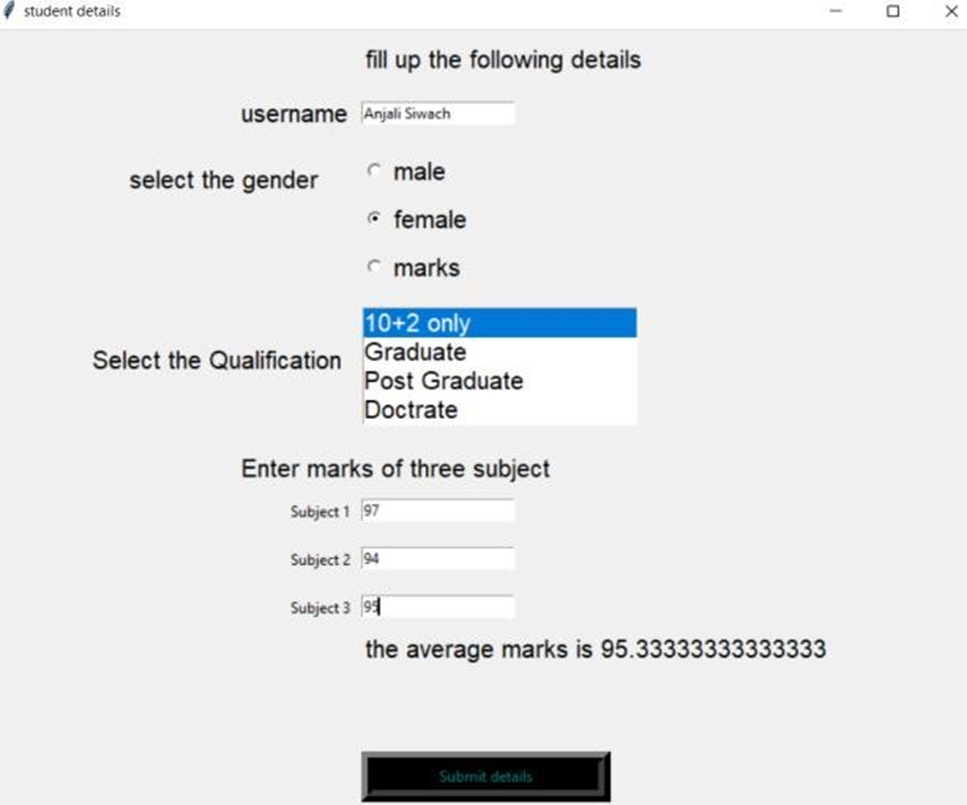 student details
fill up the following details
username Anjali Siwach
select the gender
male
female
marks
Select the Qualification
10+2 only
Graduate
Post Graduate
Doctrate
Enter marks of three subject
Subject 1 97
Subject 2 94
Subject 3 95
the average marks is 95.33333333333333
Submit details